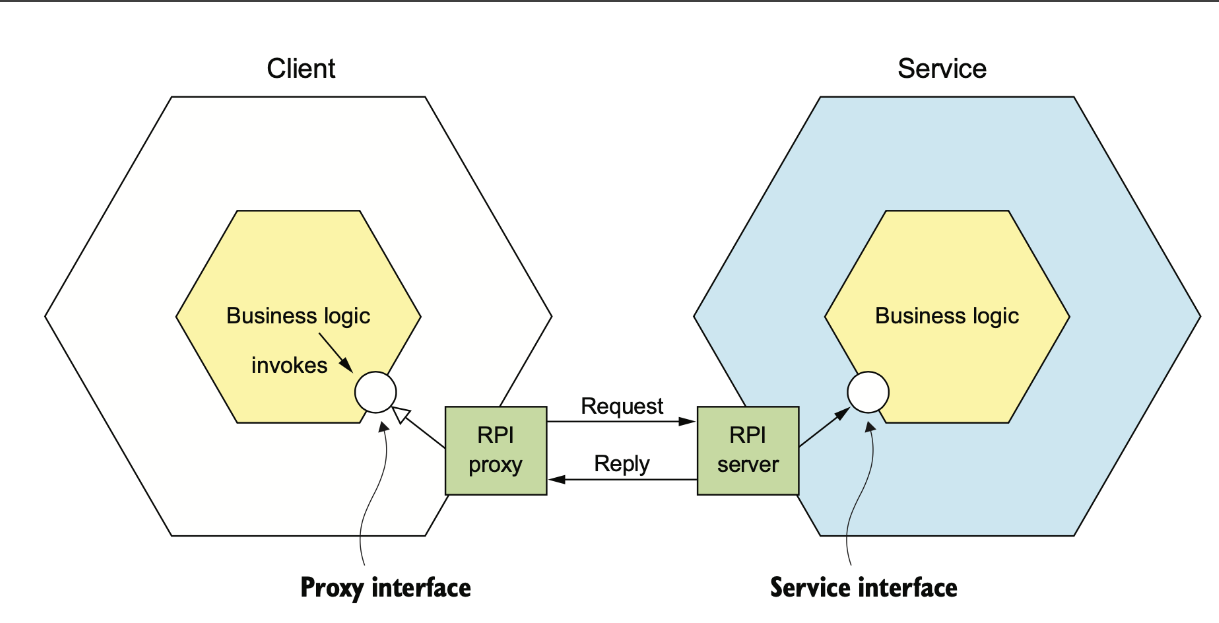 Client
Service
Business logic
invokes
Business logic
Request
RPI
proxy
RPI
server
Reply
Proxy interface
Service interface